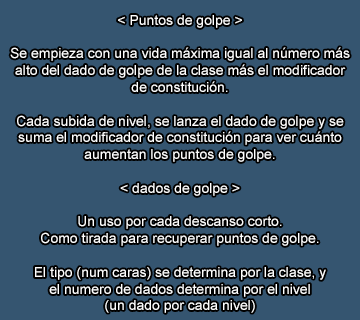 < Puntos de golpe >
Se empieza con una vida máxima igual al número más
alto del dado de golpe de la clase más el modificador
de constitución.
Cada subida de nivel, se lanza el dado de golpe y se
suma el modificador de constitución para ver cuánto
aumentan los puntos de golpe.
< dados de golpe >
Un uso por cada descanso corto.
Como tirada para recuperar puntos de golpe.
El tipo (num caras) se determina por la clase, y
el numero de dados determina por el nivel
(un dado por cada nivel)